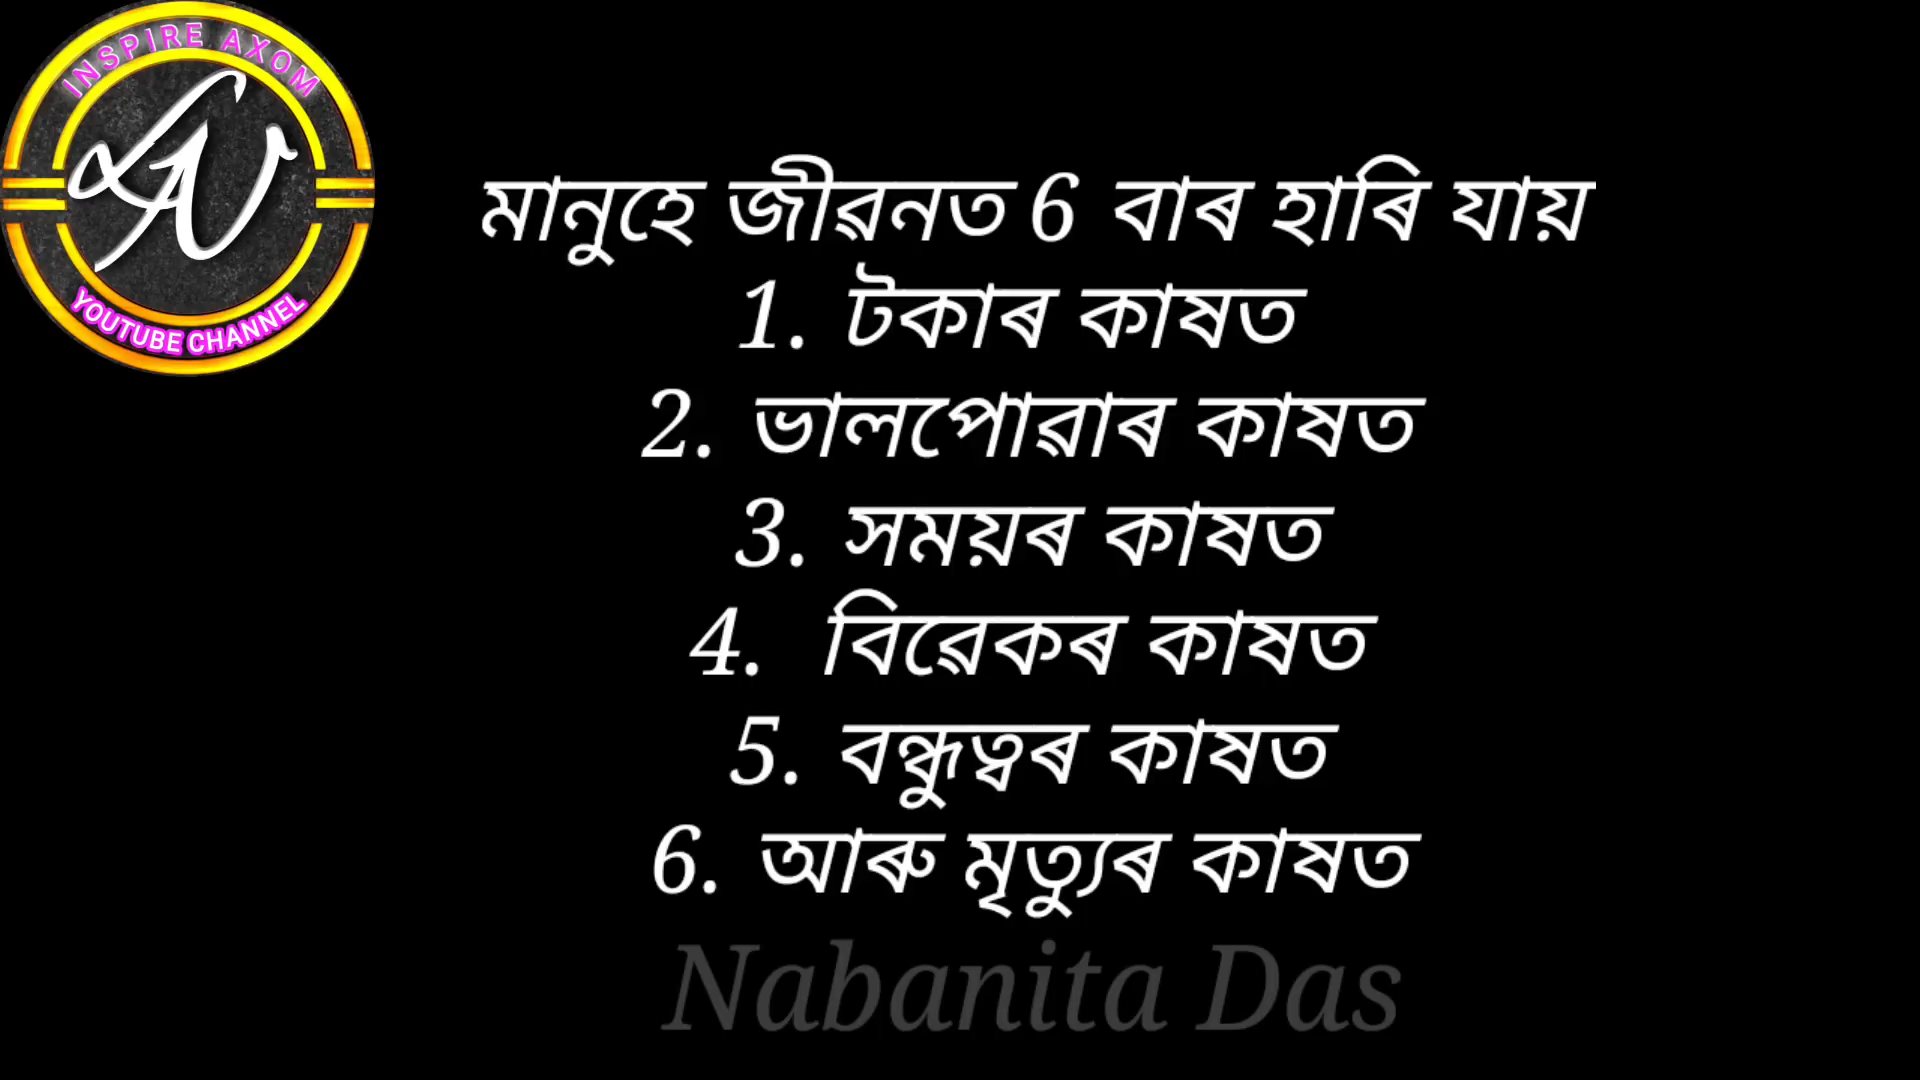 INSPIRE AXOM
YOUTUBE CHANNEL
মানুহে জীৱনত 6 বাৰ হাৰি যায়
1. টকাৰ কাষত
2. ভালপোৱাৰ কাষত
3. সময়ৰ কাষত
4. বিৱেকৰ কাষত
5. বন্ধুত্বৰ কাষত
6. আৰু মৃত্যুৰ কাষত
Nabanita Das